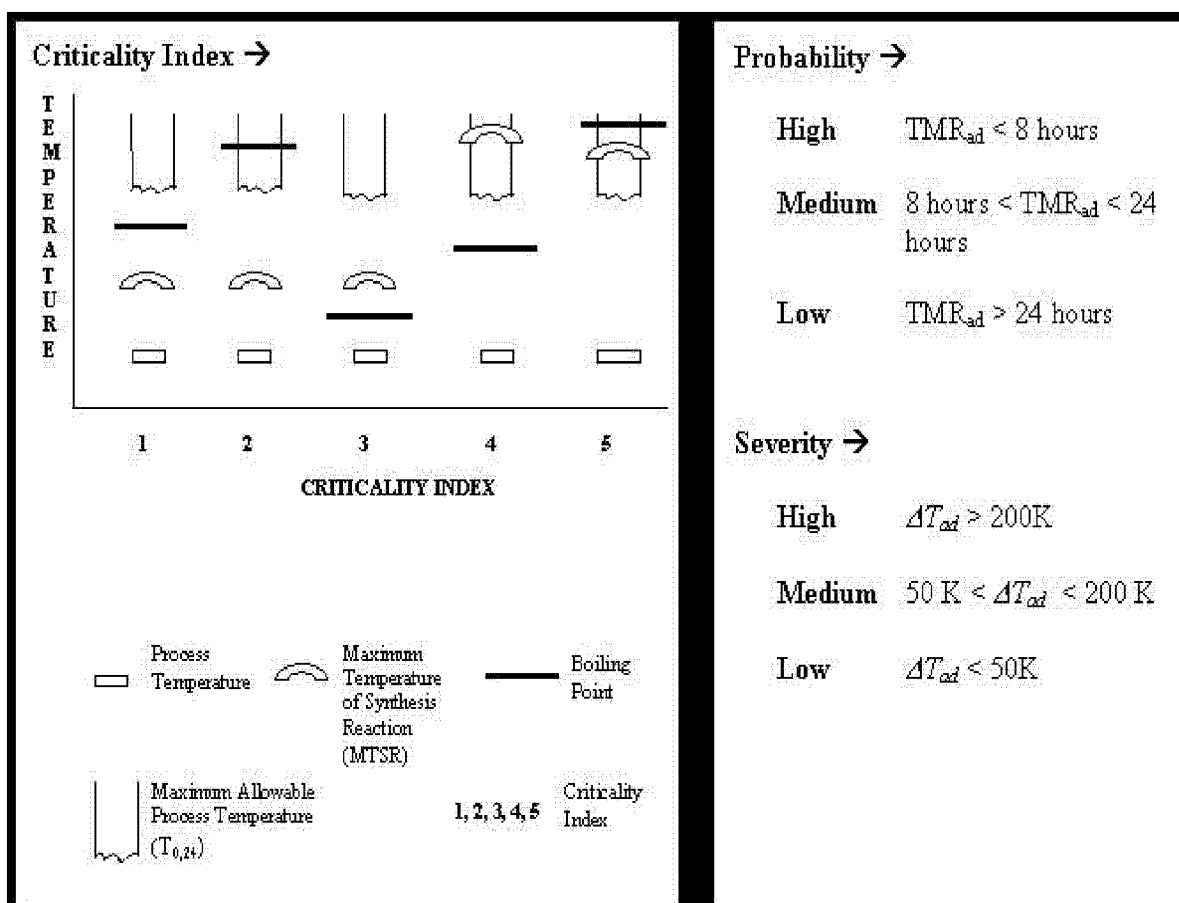 Criticality Index →
T
E
M
P
E
R
A
T
U
R
E
1 2 3 4 5
CRITICALITY INDEX
Process
Temperature
Maximum
Temperature
of Synthesis
Reaction
(MTSR)
Boiling
Point
Maximum Allowable
Process Temperature
(T0,24)
1, 2, 3, 4, 5
Criticality
Index
Probability →
High TMRad < 8 hours
Medium 8 hours < TMRad < 24
hours
Low TMRad > 24 hours
Severity →
High ΔTad > 200K
Medium 50 K < ΔTad < 200 K
Low ΔTad < 50K